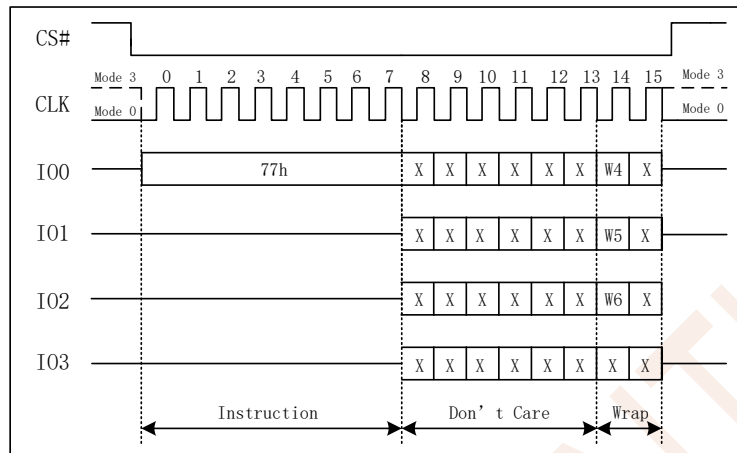 CS#
Mode 3 0 1 2 3 4 5 6 7 8 9 10 11 12 13 14 15 Mode 3
CLK
Mode 0 Mode 0
IO0 77h X X X X X X W4 X
IO1 X X X X X X W5 X
IO2 X X X X X X W6 X
IO3 X X X X X X X X
Instruction Don't Care Wrap